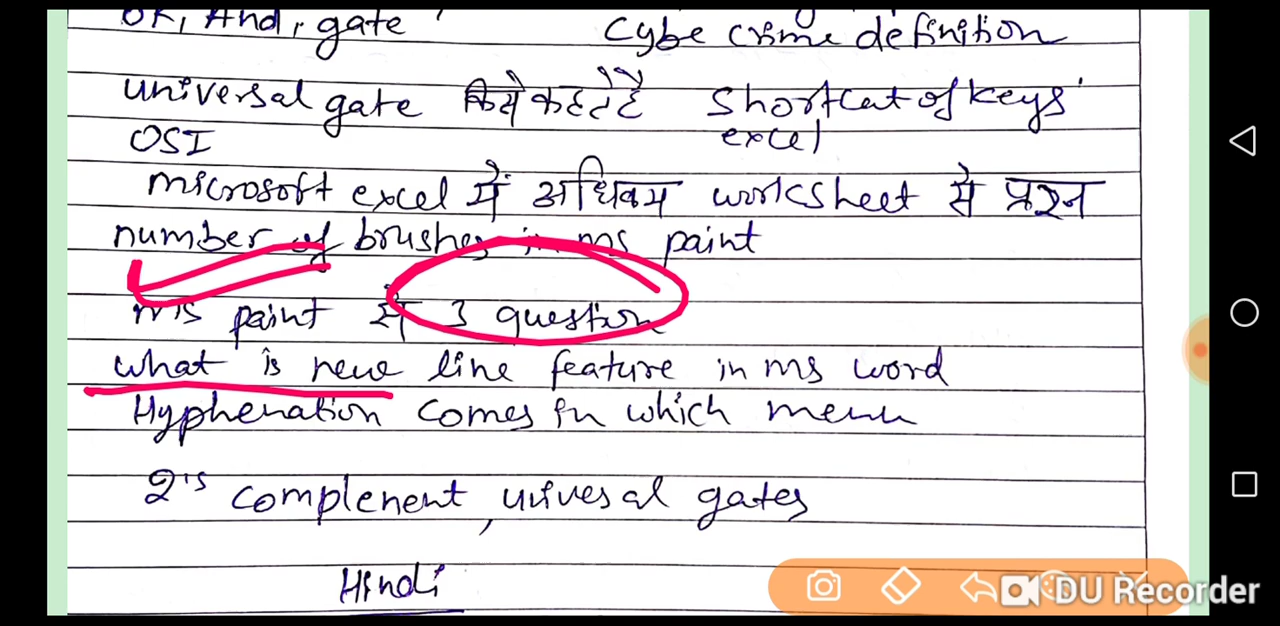 OR, And, gate
Cybe crime definition
universal gate किसे कहते हैं shortcut of keys
OSI
excel
microsoft excel में अधिकतम worksheet से प्रश्न
number of brushes in ms paint
ms paint से 3 question
what is new line feature in ms word
Hyphenation comes in which menu
2's complement, univesal gates
Hindi
DU Recorder